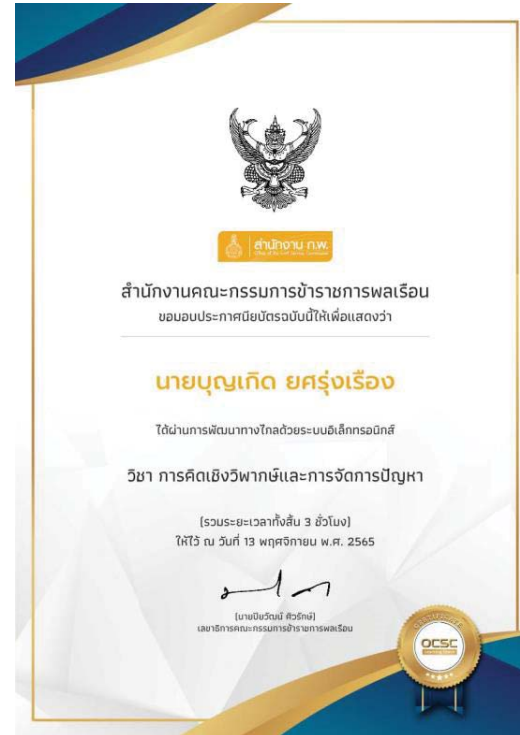 สำนักงาน ก.พ.
สำนักงานคณะกรรมการข้าราชการพลเรือน
ขอมอบประกาศนียบัตรฉบับนี้ให้เพื่อแสดงว่า
นายบุญเกิด ยศรุ่งเรือง
ได้ผ่านการพัฒนาทางไกลด้วยระบบอิเล็กทรอนิกส์
วิชา การคิดเชิงวิพากษ์และการจัดการปัญหา
(รวมระยะเวลาทั้งสิ้น 3 ชั่วโมง)
ให้ไว้ ณ วันที่ 13 พฤศจิกายน พ.ศ. 2565
(นายปิยวัฒน์ ศิวรักษ์)
เลขาธิการคณะกรรมการข้าราชการพลเรือน
OCSC